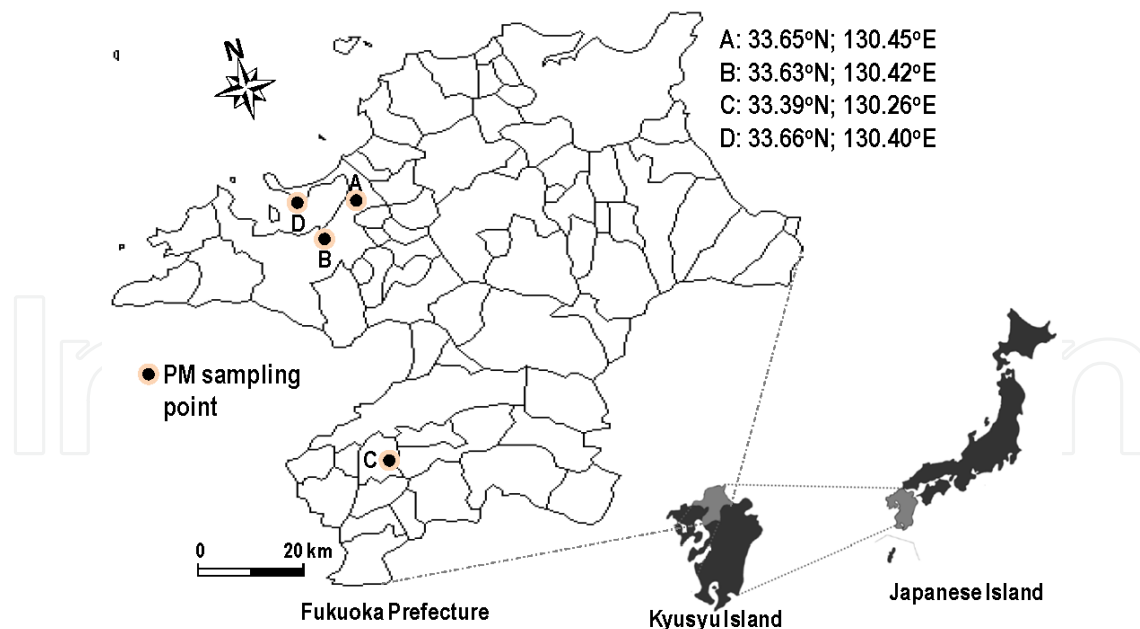 N
A: 33.65oN; 130.45oE
B: 33.63oN; 130.42oE
C: 33.39oN; 130.26oE
D: 33.66oN; 130.40oE
A
D
B
PM sampling
point
C
0 20 km
Fukuoka Prefecture
Kyusyu Island
Japanese Island